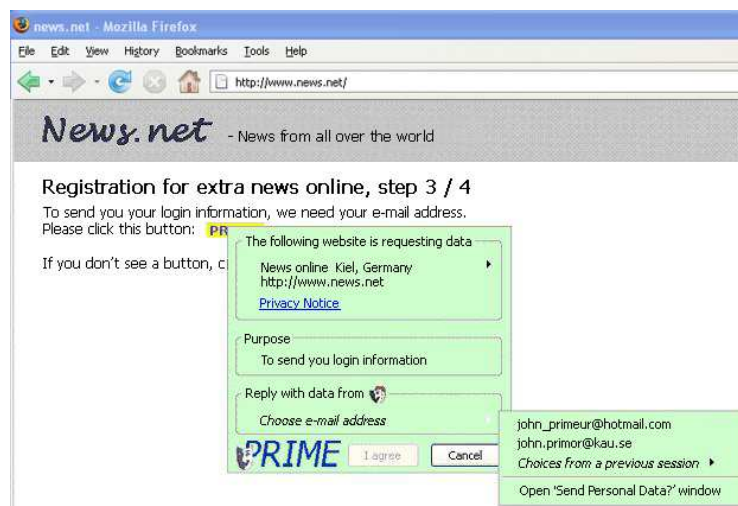 news.net - Mozilla Firefox
File Edit View History Bookmarks Tools Help
http://www.news.net/
News.net - News from all over the world
Registration for extra news online, step 3 / 4
To send you your login information, we need your e-mail address.
Please click this button: PR
If you don't see a button, c
The following website is requesting data
News online Kiel, Germany
http://www.news.net
Privacy Notice
Purpose
To send you login information
Reply with data from
Choose e-mail address
PRIME I agree Cancel
john_primeur@hotmail.com
john.primor@kau.se
Choices from a previous session
Open 'Send Personal Data?' window